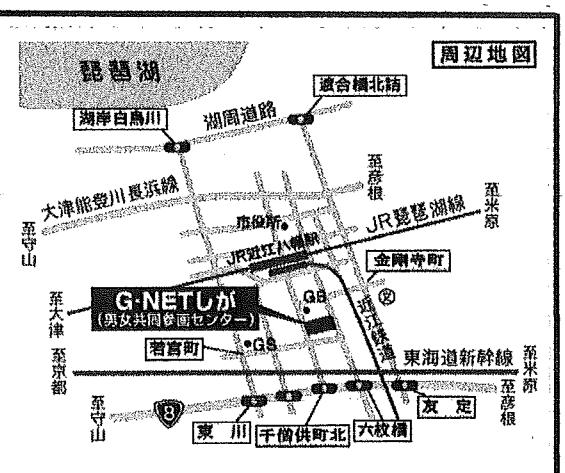 周辺地図
琵琶湖
渡合橋北詰
湖岸白鳥川
湖周道路
至彦根
大津能登川長浜線
至米原
市役所
JR琵琶湖線
至守山
JR近江八幡駅
金剛寺町
G-NETしが
(男女共同参画センター)
GS
近江鉄道
文
至大津
若宮町
GS
東海道新幹線
至米原
至京都
至彦根
至守山
8
東川
千僧供町北
六枚橋
友定